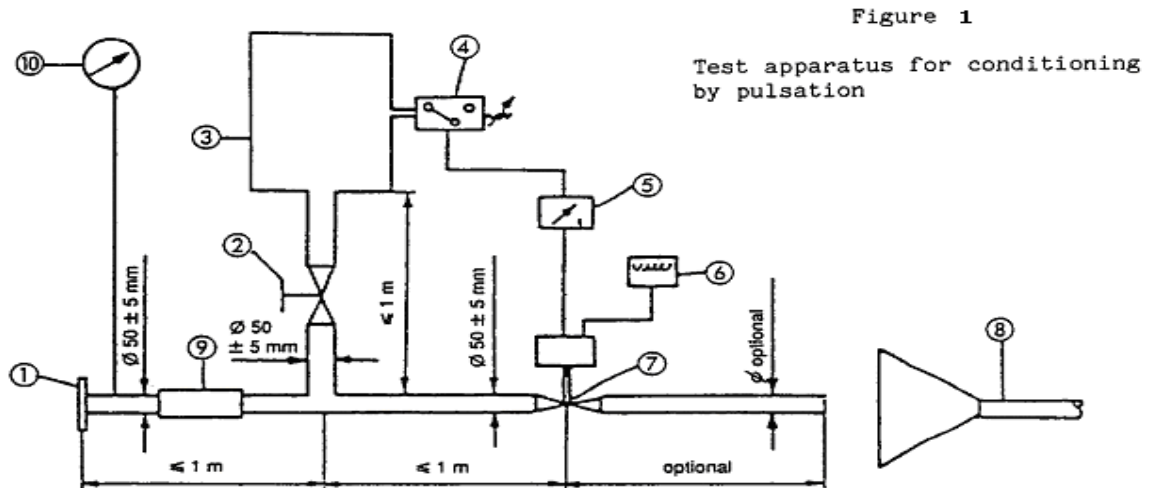 Figure 1
Test apparatus for conditioning
by pulsation
⑩
④
③
⑤
②
⑥
≤ 1 m
Ø 50 ± 5 mm
Ø 50 ± 5 mm
Ø 50
± 5 mm
Ø optional
⑧
⑨
⑦
①
≤ 1 m
≤ 1 m
optional